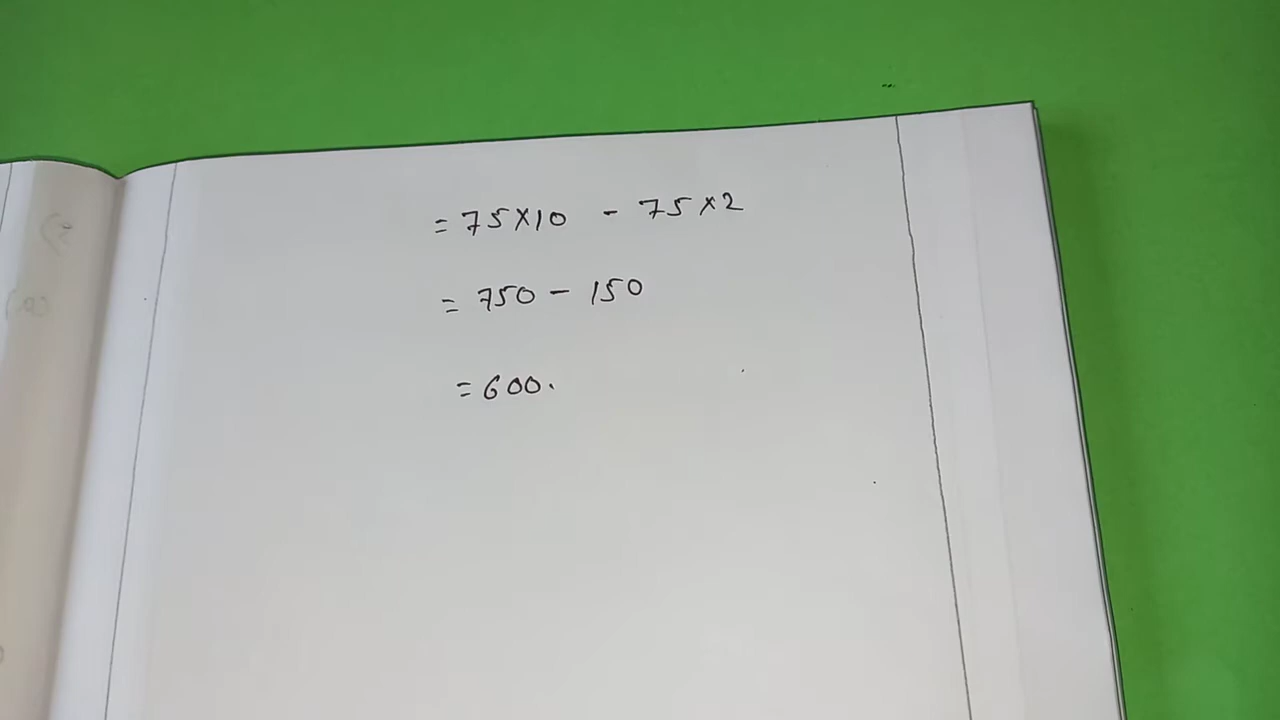 = 75×10 - 75×2
= 750 - 150
= 600.